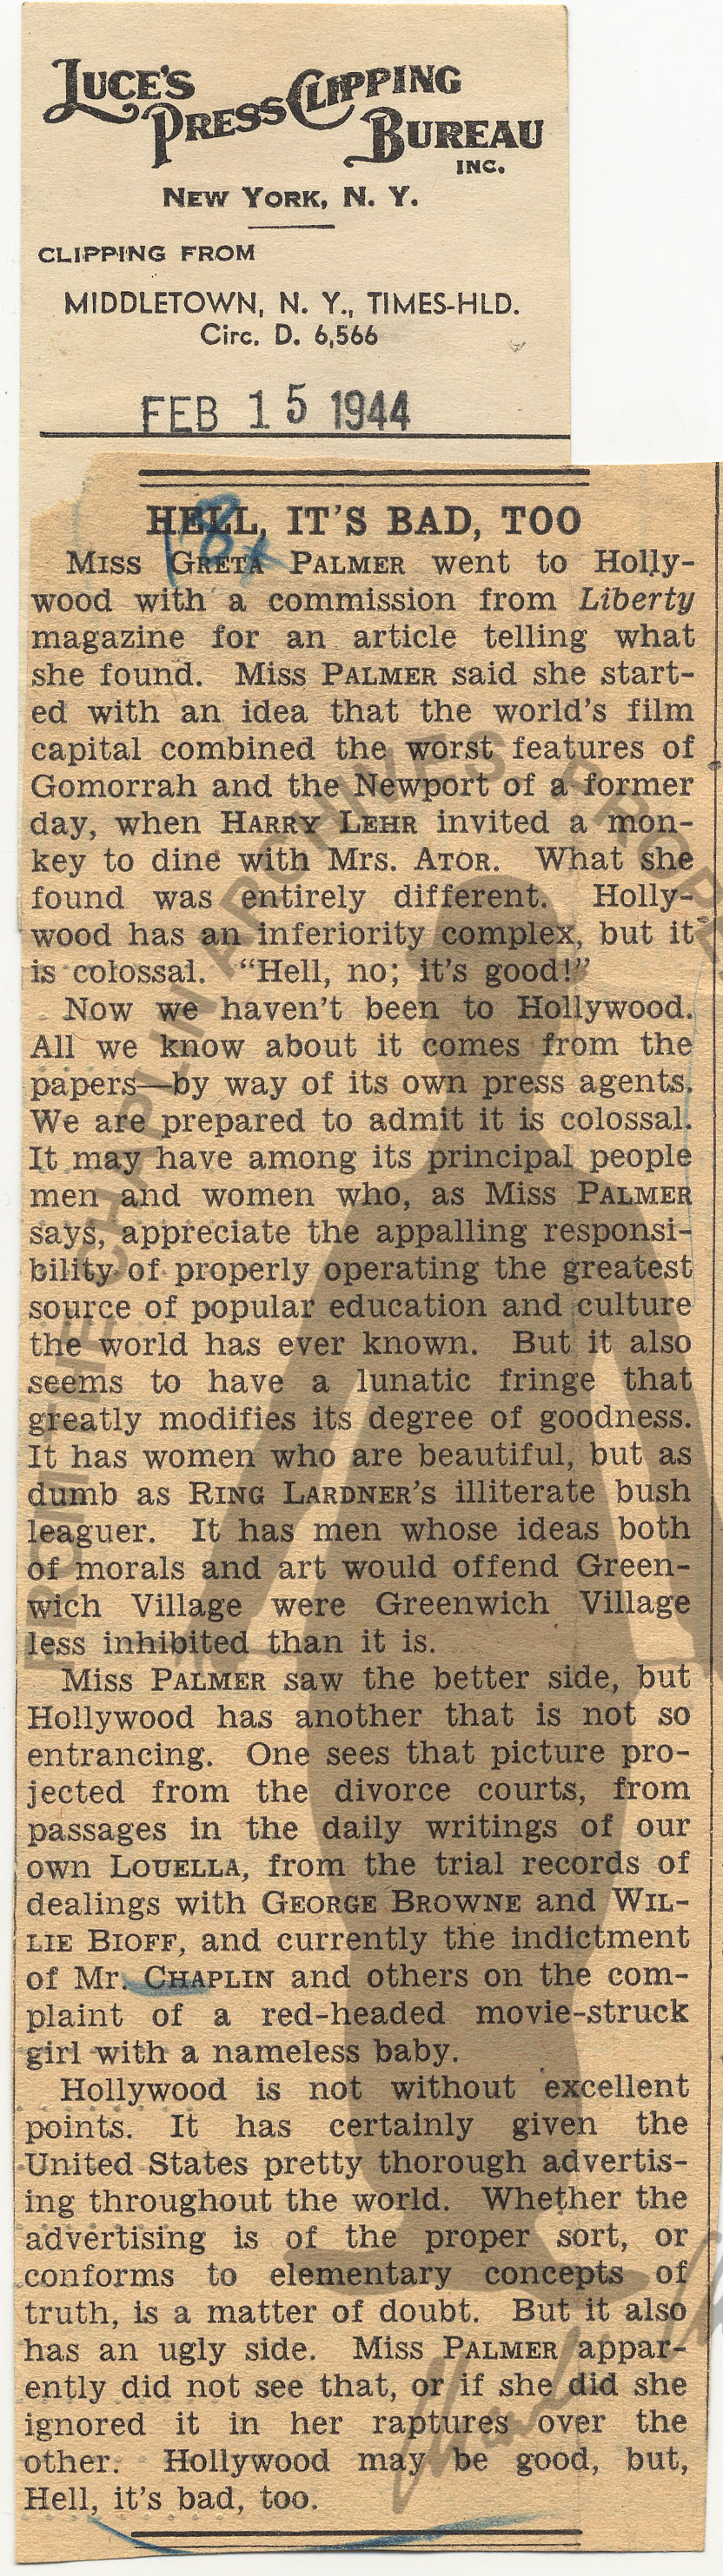 LUCE'S
PRESS CLIPPING
BUREAU
INC.
NEW YORK, N. Y.
CLIPPING FROM
MIDDLETOWN, N. Y., TIMES-HLD.
Circ. D. 6,566
FEB 15 1944
HELL, IT'S BAD, TOO
Miss GRETA PALMER went to Holly-
wood with a commission from Liberty
magazine for an article telling what
she found. Miss PALMER said she start-
ed with an idea that the world's film
capital combined the worst features of
Gomorrah and the Newport of a former
day, when HARRY LEHR invited a mon-
key to dine with Mrs. ATOR. What she
found was entirely different. Holly-
wood has an inferiority complex, but it
is colossal. "Hell, no; it's good!"
Now we haven't been to Hollywood.
All we know about it comes from the
papers—by way of its own press agents.
We are prepared to admit it is colossal.
It may have among its principal people
men and women who, as Miss PALMER
says, appreciate the appalling responsi-
bility of properly operating the greatest
source of popular education and culture
the world has ever known. But it also
seems to have a lunatic fringe that
greatly modifies its degree of goodness.
It has women who are beautiful, but as
dumb as RING LARDNER'S illiterate bush
leaguer. It has men whose ideas both
of morals and art would offend Green-
wich Village were Greenwich Village
less inhibited than it is.
Miss PALMER saw the better side, but
Hollywood has another that is not so
entrancing. One sees that picture pro-
jected from the divorce courts, from
passages in the daily writings of our
own LOUELLA, from the trial records of
dealings with GEORGE BROWNE and WIL-
LIE BIOFF, and currently the indictment
of Mr. CHAPLIN and others on the com-
plaint of a red-headed movie-struck
girl with a nameless baby.
Hollywood is not without excellent
points. It has certainly given the
United States pretty thorough advertis-
ing throughout the world. Whether the
advertising is of the proper sort, or
conforms to elementary concepts of
truth, is a matter of doubt. But it also
has an ugly side. Miss PALMER appar-
ently did not see that, or if she did she
ignored it in her raptures over the
other. Hollywood may be good, but,
Hell, it's bad, too.
FROM THE CHAPLIN ARCHIVES